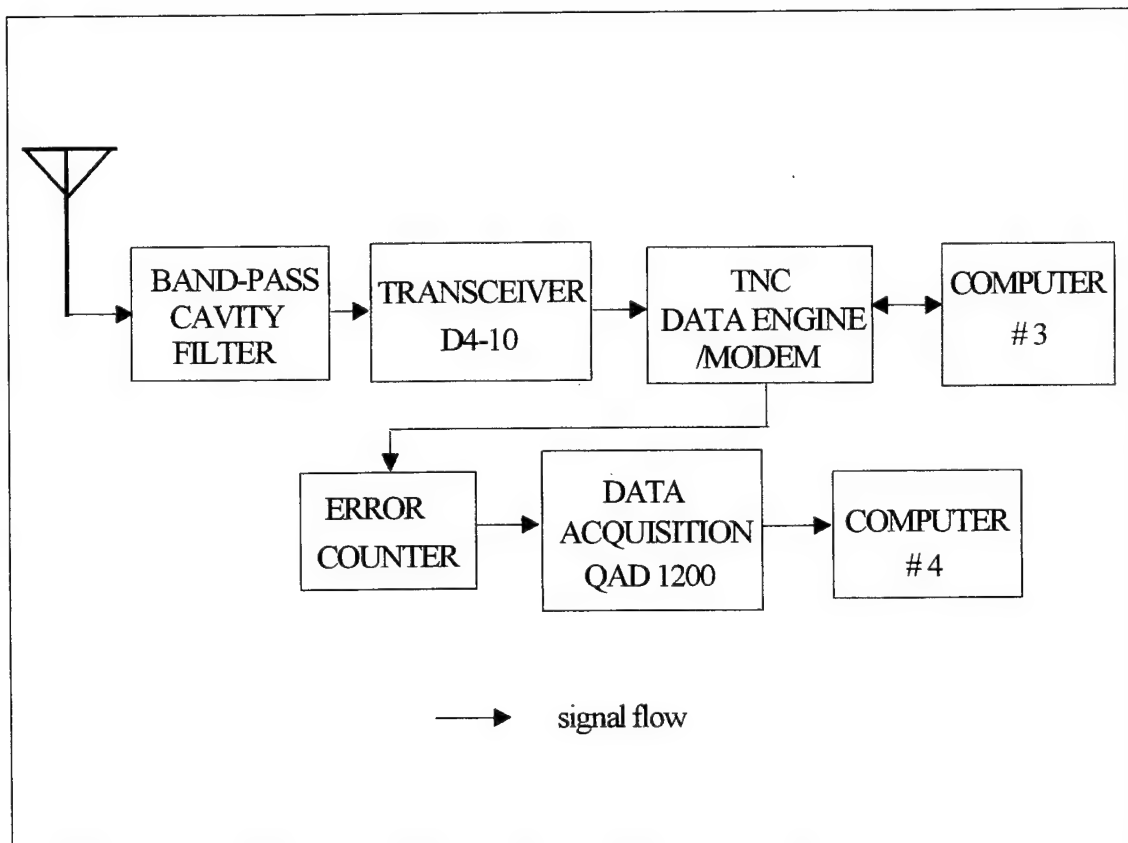 BAND-PASS
CAVITY
FILTER
TRANSCEIVER
D4-10
TNC
DATA ENGINE
/MODEM
COMPUTER
#3
ERROR
COUNTER
DATA
ACQUISITION
QAD 1200
COMPUTER
#4
signal flow